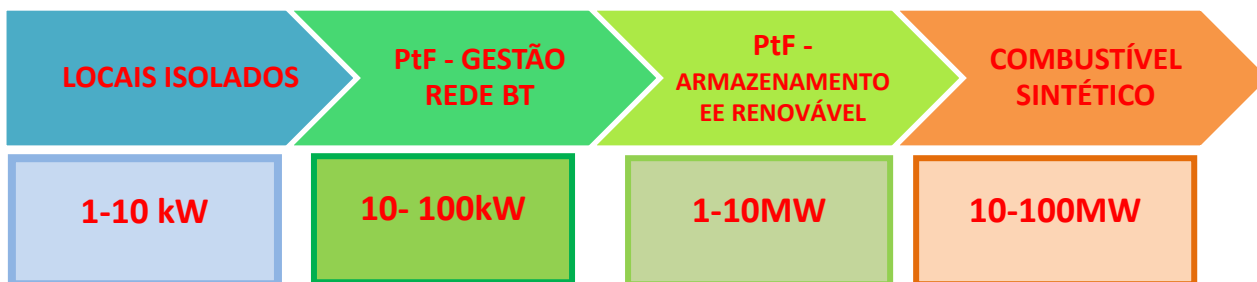 LOCAIS ISOLADOS
PtF - GESTÃO
REDE BT
PtF -
ARMAZENAMENTO
EE RENOVÁVEL
COMBUSTÍVEL
SINTÉTICO
1-10 kW
10- 100kW
1-10MW
10-100MW